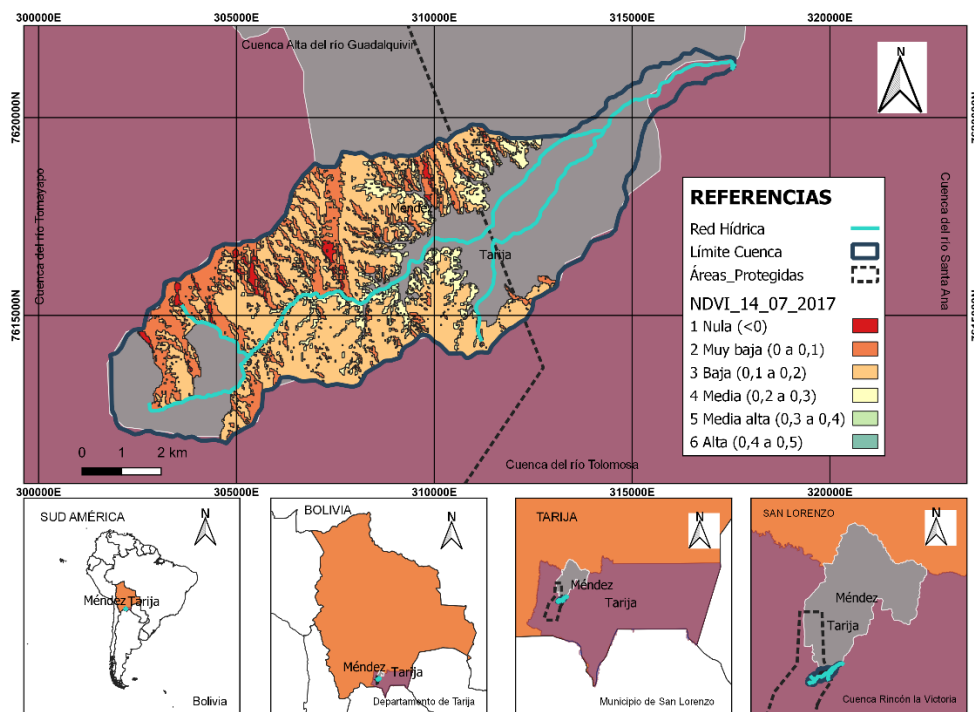 300000E 305000E 310000E 315000E 320000E
Cuenca Alta del río Guadalquivir
N
7620000N
Cuenca del río Tomayapo
Méndez
Tarija
7615000N
Cuenca del río Santa Ana
REFERENCIAS
Red Hídrica
Límite Cuenca
Áreas_Protegidas
NDVI_14_07_2017
1 Nula (<0)
2 Muy baja (0 a 0,1)
3 Baja (0,1 a 0,2)
4 Media (0,2 a 0,3)
5 Media alta (0,3 a 0,4)
6 Alta (0,4 a 0,5)
0 1 2 km
Cuenca del río Tolomosa
300000E 305000E 310000E 315000E 320000E
SUD AMÉRICA
N
Méndez Tarija
Bolivia
BOLIVIA
N
Méndez Tarija
Departamento de Tarija
TARIJA
N
Méndez
Tarija
Municipio de San Lorenzo
SAN LORENZO
N
Méndez
Tarija
Cuenca Rincón la Victoria